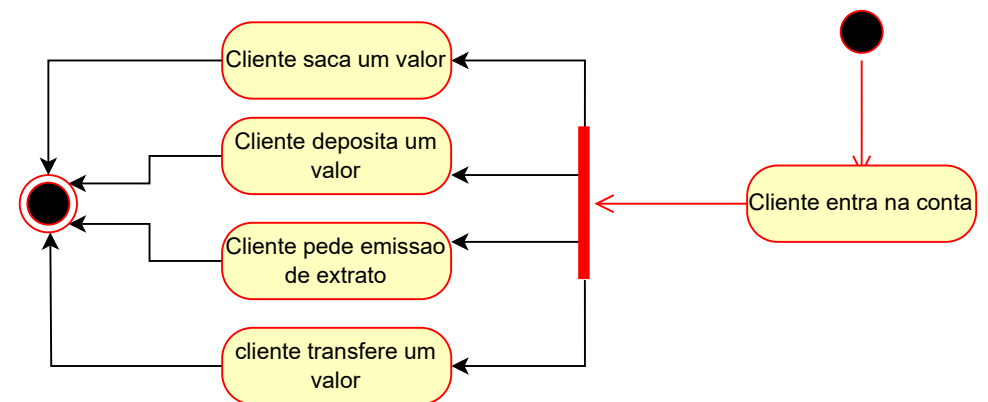 Cliente saca um valor
Cliente deposita um
valor
Cliente entra na conta
Cliente pede emissao
de extrato
cliente transfere um
valor